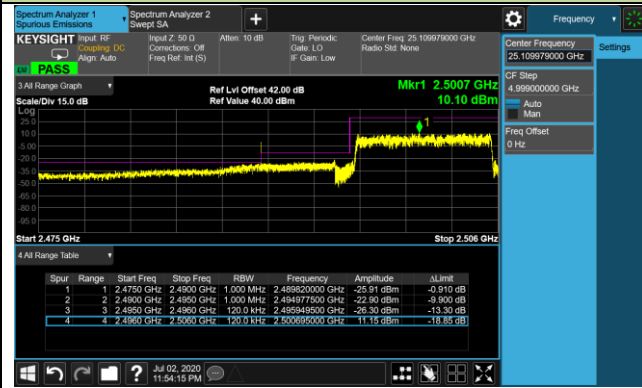 Spectrum Analyzer 1
Spurious Emissions
Spectrum Analyzer 2
Swept SA
Frequency
KEYSIGHT
Input: RF
Coupling: DC
Align: Auto
Input Z: 50 Ω
Corrections: Off
Freq Ref: Int (S)
Atten: 10 dB
Trig: Periodic
Gate: LO
IF Gain: Low
Center Freq: 25.109979000 GHz
Radio Std: None
PASS
Center Frequency
25.109979000 GHz
Settings
CF Step
4.999000000 GHz
Auto
Man
Freq Offset
0 Hz
3 All Range Graph
Ref Lvl Offset 42.00 dB
Mkr1 2.5007 GHz
Scale/Div 15.0 dB
Ref Value 40.00 dBm
10.10 dBm
Log
25.0
10.0
-5.00
-20.0
-35.0
-50.0
-65.0
-80.0
-95.0
1
Start 2.475 GHz
Stop 2.506 GHz
4 All Range Table
Spur Range Start Freq Stop Freq RBW Frequency Amplitude ΔLimit
1 1 2.4750 GHz 2.4900 GHz 1.000 MHz 2.489820000 GHz -25.91 dBm -0.910 dB
2 2 2.4900 GHz 2.4950 GHz 1.000 MHz 2.494977500 GHz -22.90 dBm -9.900 dB
3 3 2.4950 GHz 2.4960 GHz 120.0 kHz 2.495949500 GHz -26.30 dBm -13.30 dB
4 4 2.4960 GHz 2.5060 GHz 120.0 kHz 2.500695000 GHz 11.15 dBm -18.85 dB
Jul 02, 2020
11:54:15 PM